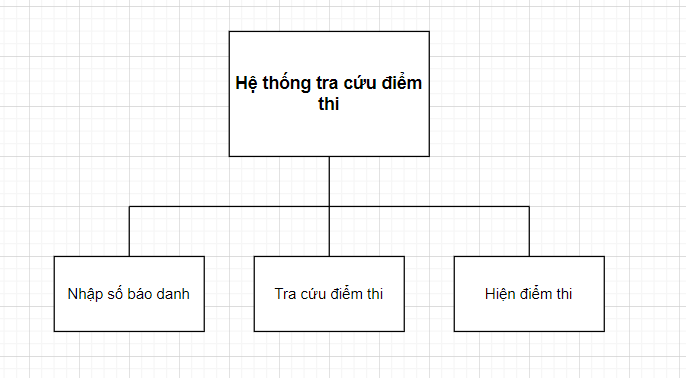 Hệ thống tra cứu điểm
thi
Nhập số báo danh
Tra cứu điểm thi
Hiện điểm thi